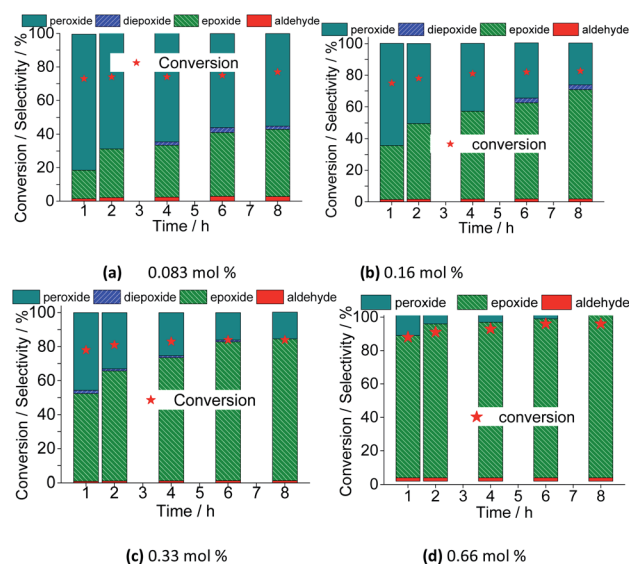 peroxide diepoxide epoxide aldehyde
Conversion / Selectivity / %
100
80
60
40
20
0
Conversion
1 2 3 4 5 6 7 8
Time / h
(a) 0.083 mol %
peroxide diepoxide epoxide aldehyde
Conversion / Selectivity / %
100
80
60
40
20
0
conversion
1 2 3 4 5 6 7 8
Time / h
(b) 0.16 mol %
peroxide diepoxide epoxide aldehyde
Conversion / Selectivity / %
100
80
60
40
20
0
Conversion
1 2 3 4 5 6 7 8
Time / h
(c) 0.33 mol %
peroxide epoxide aldehyde
Conversion / Selectivity / %
100
80
60
40
20
0
conversion
1 2 3 4 5 6 7 8
Time / h
(d) 0.66 mol %